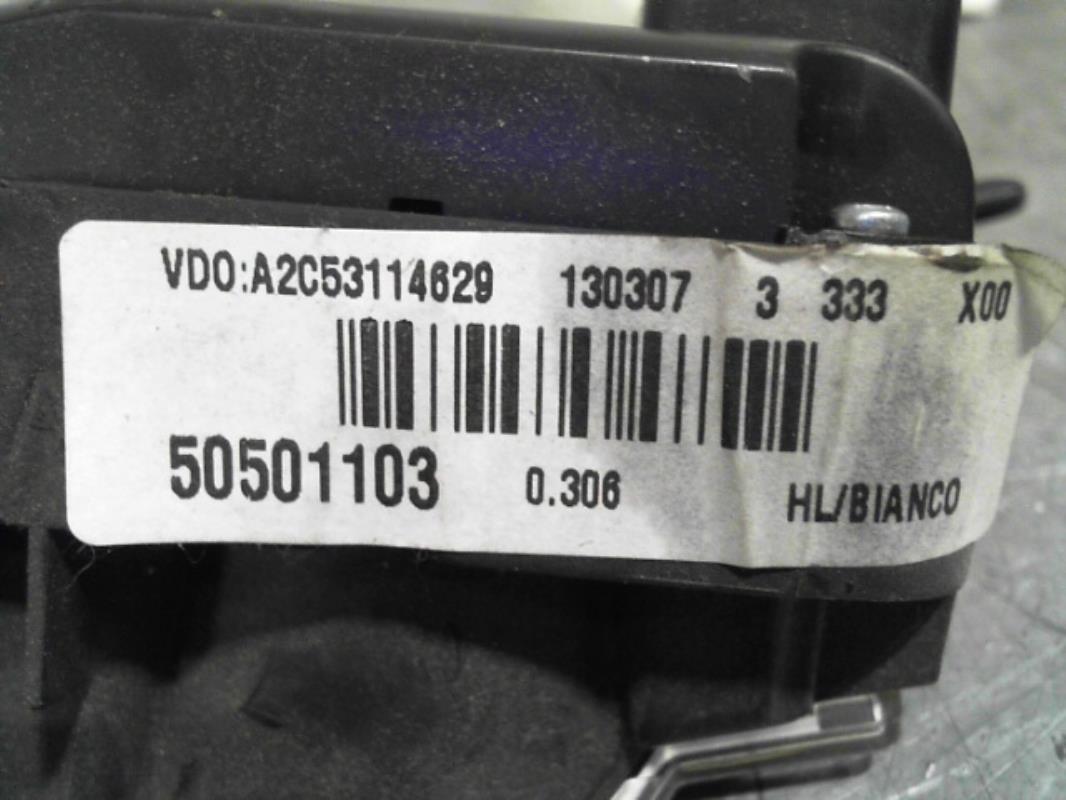 VDO:A2C53114629 130307 3 333 X00
50501103 0.306 HL/BIANCO